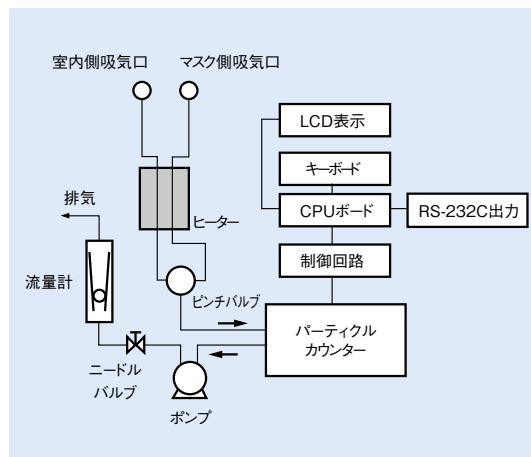 室内側吸気口
マスク側吸気口
LCD表示
キーボード
CPUボード
RS-232C出力
ヒーター
排気
制御回路
流量計
ピンチバルブ
パーティクル
カウンター
ニードル
バルブ
ポンプ